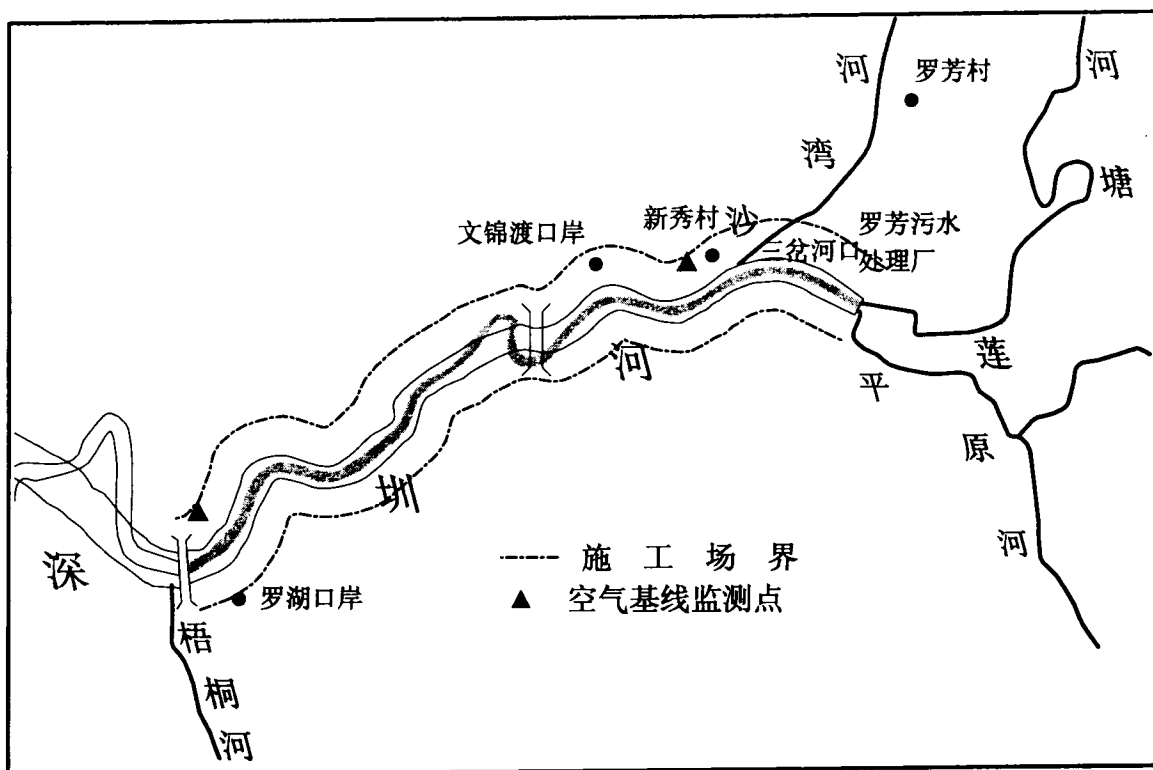 罗芳村
河
湾
沙
河
塘
莲
文锦渡口岸
新秀村
三岔河口
罗芳污水
处理厂
平
原
河
深
圳
河
罗湖口岸
梧
桐
河
施工场界
空气基线监测点